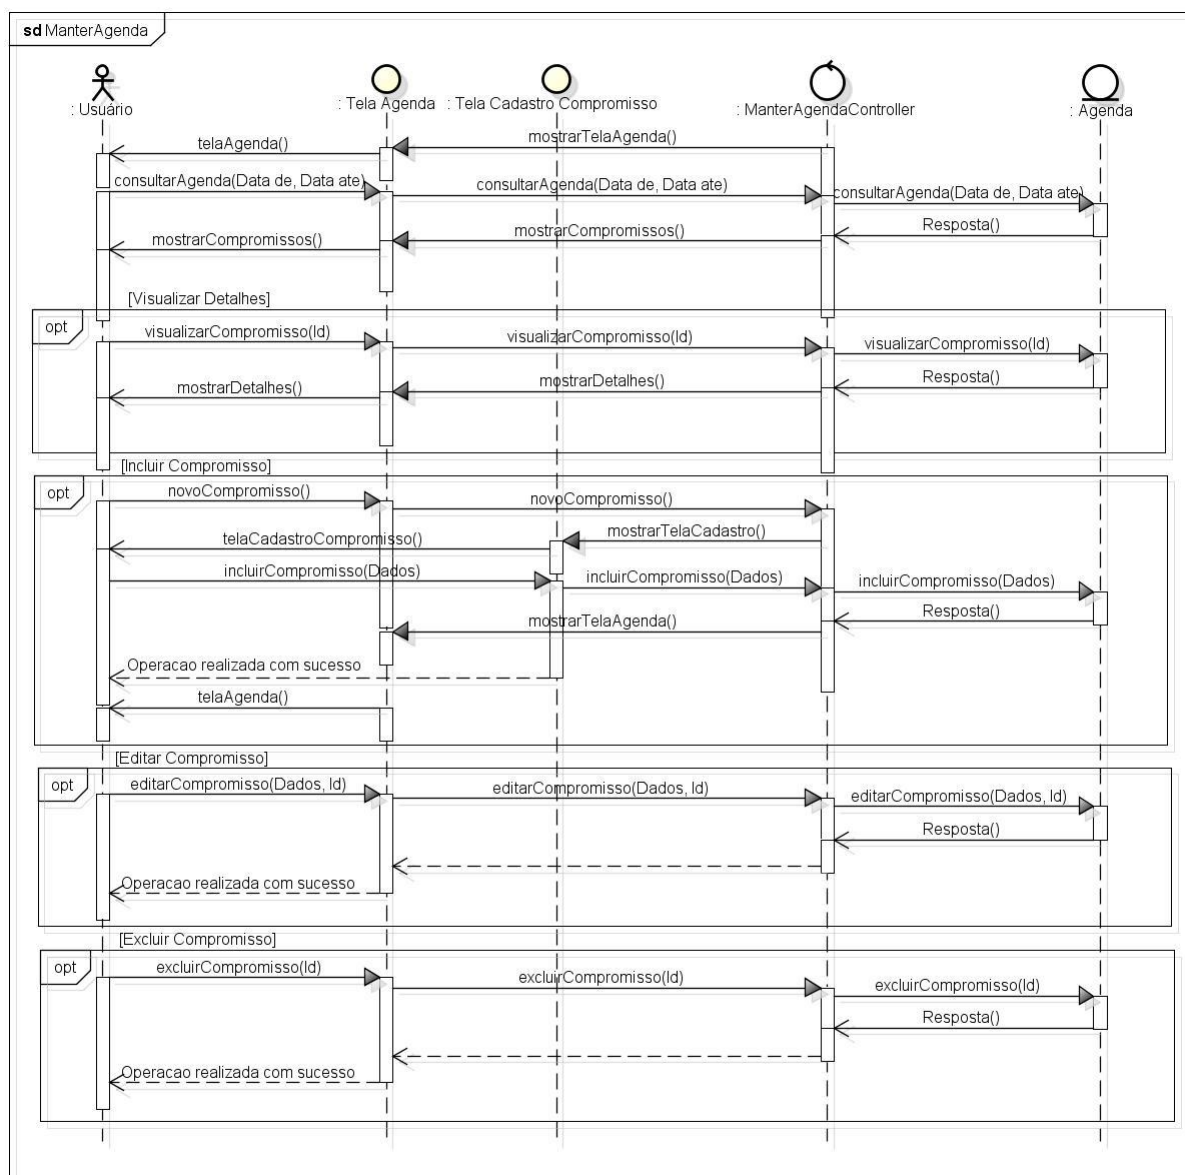 sd ManterAgenda
: Usuário
: Tela Agenda
: Tela Cadastro Compromisso
: ManterAgendaController
: Agenda
telaAgenda()
mostrarTelaAgenda()
consultarAgenda(Data de, Data ate)
consultarAgenda(Data de, Data ate)
consultarAgenda(Data de, Data ate)
Resposta()
mostrarCompromissos()
mostrarCompromissos()
[Visualizar Detalhes]
opt
visualizarCompromisso(Id)
visualizarCompromisso(Id)
visualizarCompromisso(Id)
Resposta()
mostrarDetalhes()
mostrarDetalhes()
[Incluir Compromisso]
opt
novoCompromisso()
novoCompromisso()
mostrarTelaCadastro()
telaCadastroCompromisso()
incluirCompromisso(Dados)
incluirCompromisso(Dados)
incluirCompromisso(Dados)
Resposta()
mostrarTelaAgenda()
Operacao realizada com sucesso
telaAgenda()
[Editar Compromisso]
opt
editarCompromisso(Dados, Id)
editarCompromisso(Dados, Id)
editarCompromisso(Dados, Id)
Resposta()
Operacao realizada com sucesso
[Excluir Compromisso]
opt
excluirCompromisso(Id)
excluirCompromisso(Id)
excluirCompromisso(Id)
Resposta()
Operacao realizada com sucesso